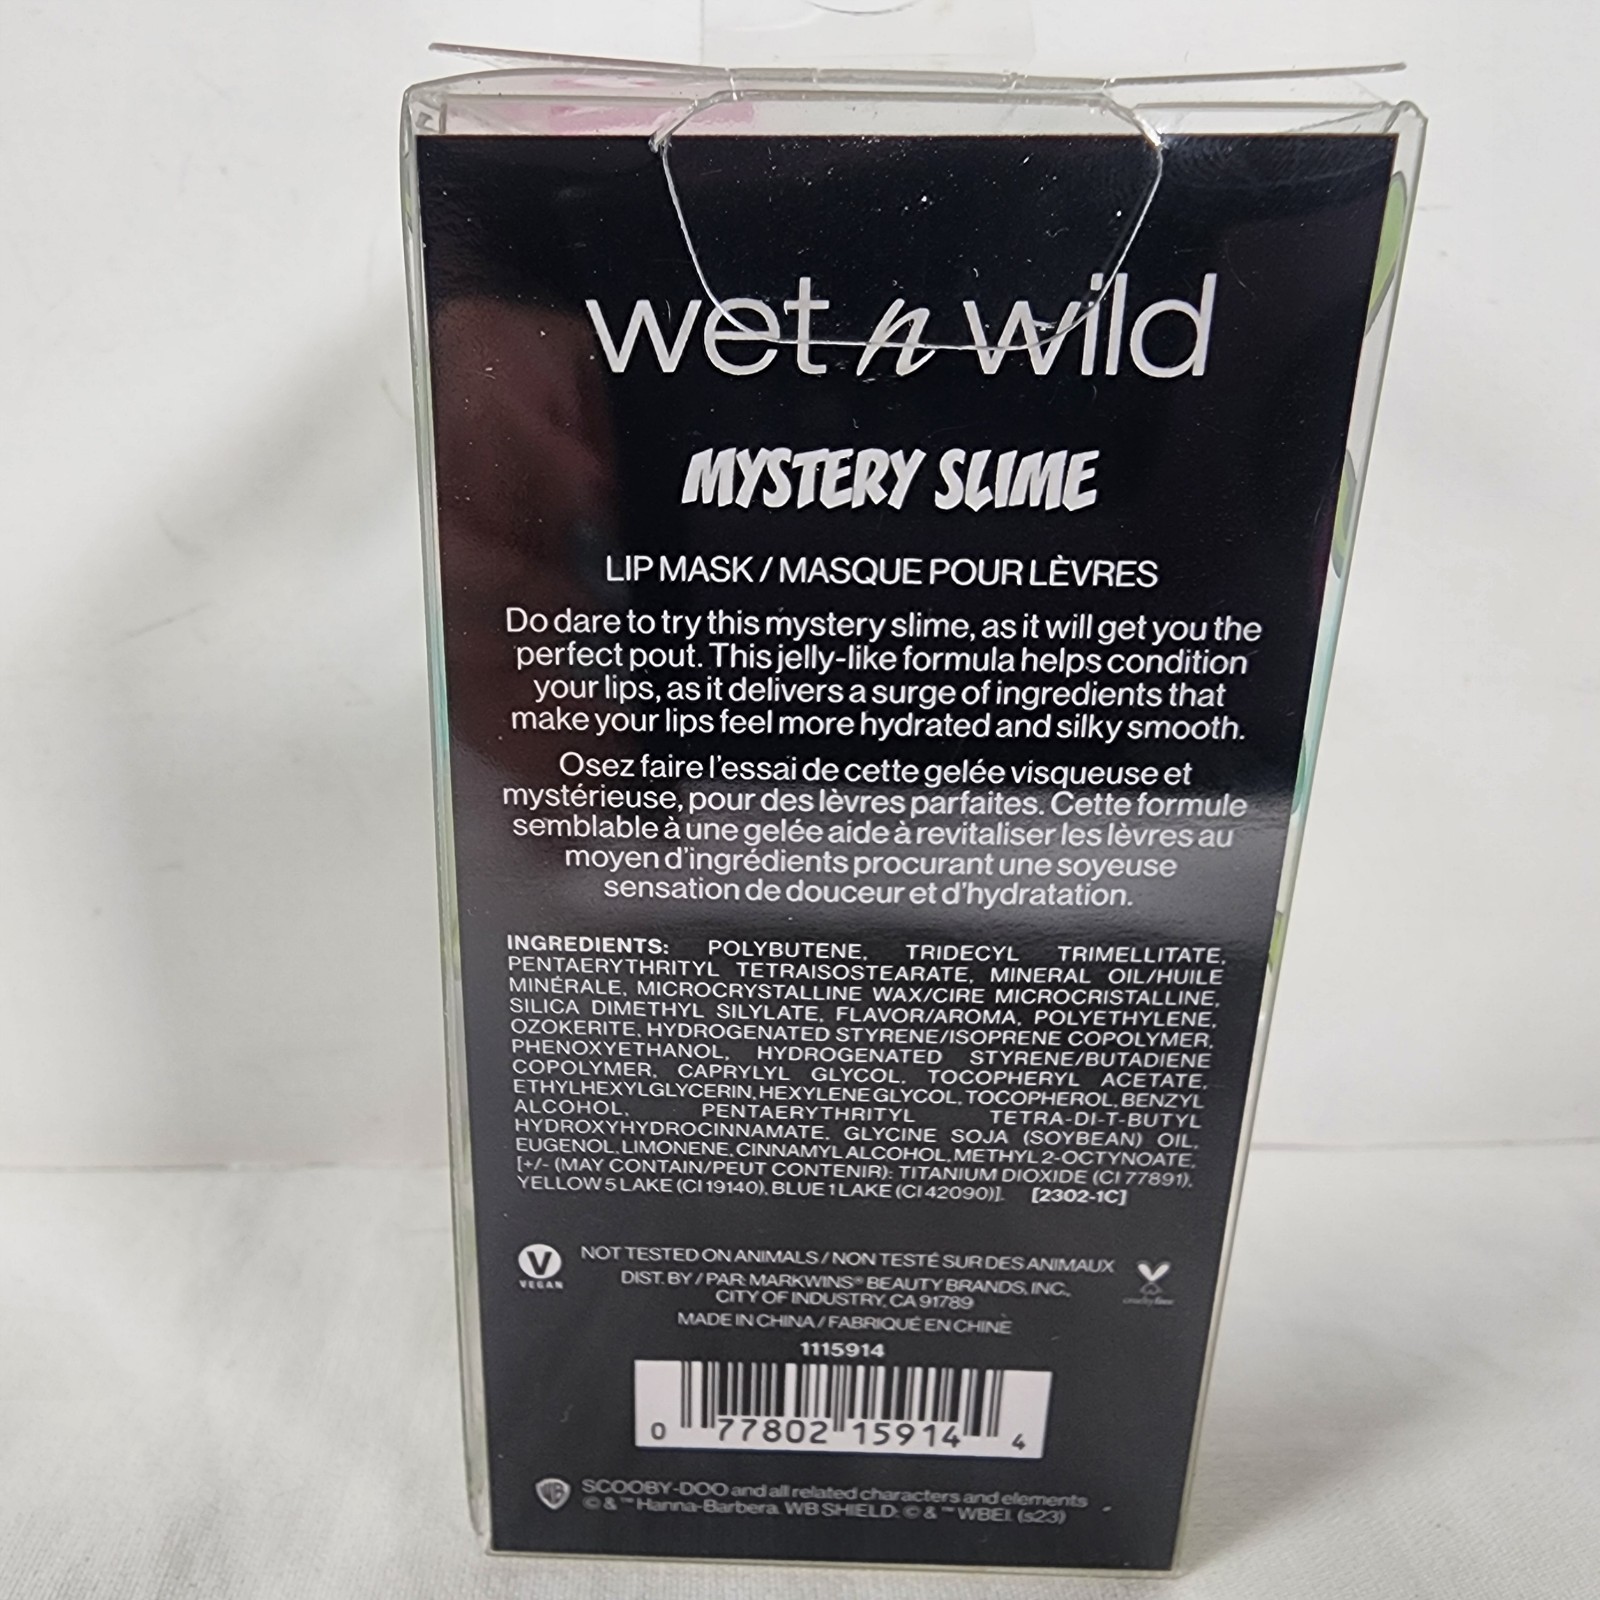 wet n wild
MYSTERY SLIME
LIP MASK / MASQUE POUR LÈVRES
Do dare to try this mystery slime, as it will get you the
perfect pout. This jelly-like formula helps condition
your lips, as it delivers a surge of ingredients that
make your lips feel more hydrated and silky smooth.
Osez faire l'essai de cette gelée visqueuse et
mystérieuse, pour des lèvres parfaites. Cette formule
semblable à une gelée aide à revitaliser les lèvres au
moyen d'ingrédients procurant une soyeuse
sensation de douceur et d'hydratation.
INGREDIENTS: POLYBUTENE, TRIDECYL TRIMELLITATE,
PENTAERYTHRITYL TETRAISOSTEARATE, MINERAL OIL/HUILE
MINÉRALE, MICROCRYSTALLINE WAX/CIRE MICROCRISTALLINE,
SILICA DIMETHYL SILYLATE, FLAVOR/AROMA, POLYETHYLENE,
OZOKERITE, HYDROGENATED STYRENE/ISOPRENE COPOLYMER,
PHENOXYETHANOL, HYDROGENATED STYRENE/BUTADIENE
COPOLYMER, CAPRYLYL GLYCOL, TOCOPHERYL ACETATE,
ETHYLHEXYLGLYCERIN, HEXYLENE GLYCOL, TOCOPHEROL, BENZYL
ALCOHOL, PENTAERYTHRITYL TETRA-DI-T-BUTYL
HYDROXYHYDROCINNAMATE, GLYCINE SOJA (SOYBEAN) OIL,
EUGENOL, LIMONENE, CINNAMYL ALCOHOL, METHYL 2-OCTYNOATE,
[+/- (MAY CONTAIN/PEUT CONTENIR): TITANIUM DIOXIDE (CI 77891),
YELLOW 5 LAKE (CI 19140), BLUE 1 LAKE (CI 42090)]. [2302-1C]
V
VEGAN
NOT TESTED ON ANIMALS / NON TESTÉ SUR DES ANIMAUX
DIST. BY / PAR: MARKWINS® BEAUTY BRANDS, INC.,
CITY OF INDUSTRY, CA 91789
cruelty free
MADE IN CHINA / FABRIQUÉ EN CHINE
1115914
0 77802 15914 4
WB
SCOOBY-DOO and all related characters and elements
© & ™ Hanna-Barbera. WB SHIELD: © & ™ WBEI. (s23)